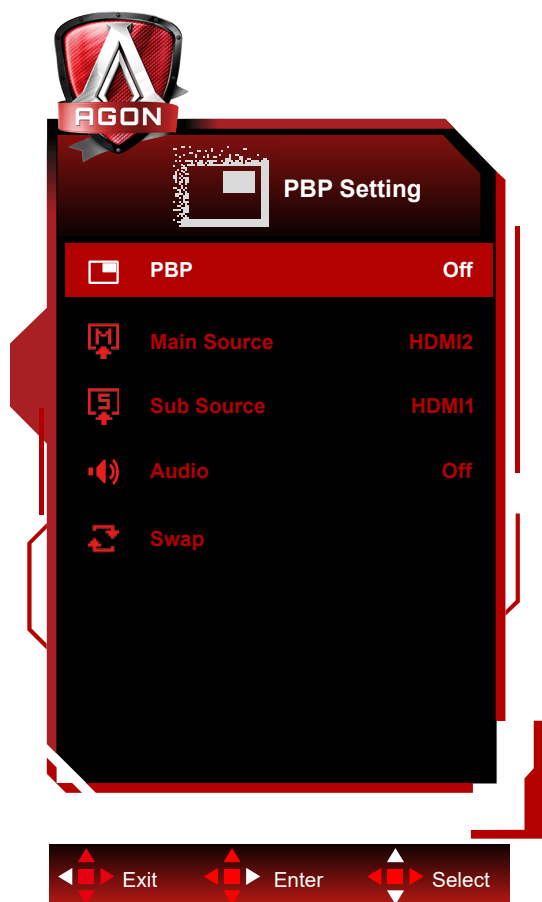 AGON
PBP Setting
PBP Off
Main Source HDMI2
Sub Source HDMI1
Audio Off
Swap
Exit Enter Select